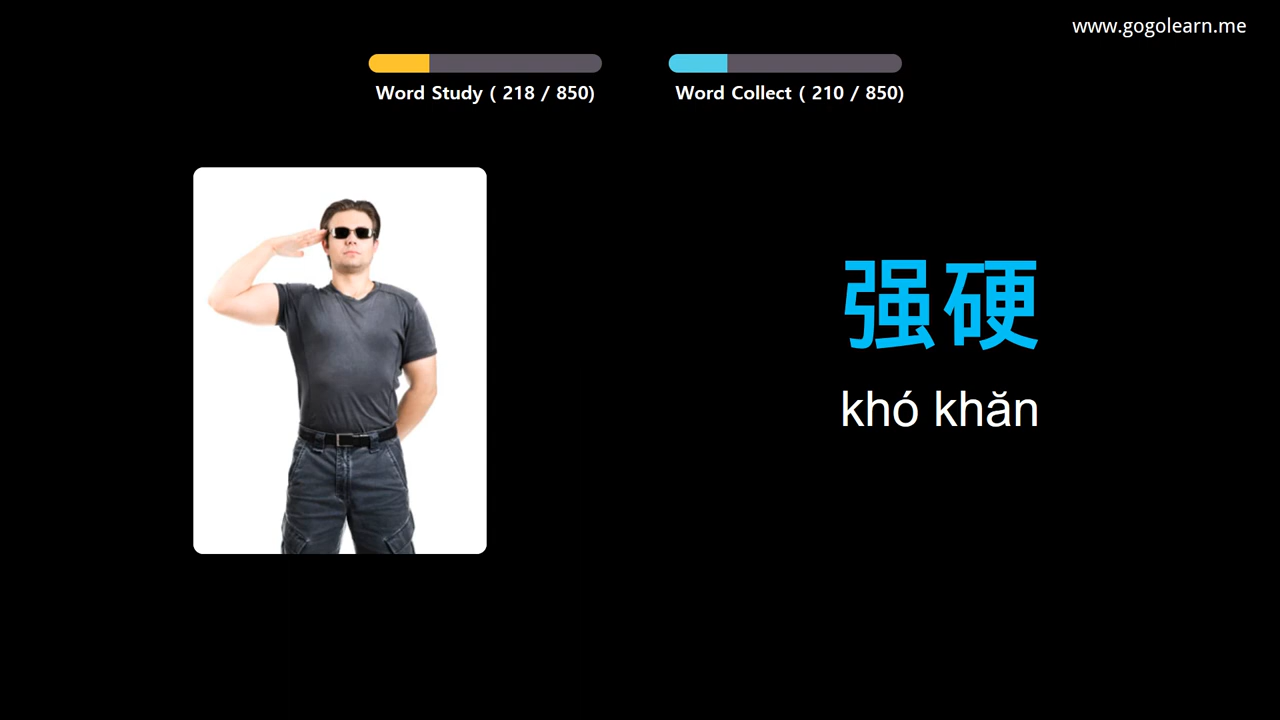 www.gogolearn.me
Word Study ( 218 / 850)
Word Collect ( 210 / 850)
强硬
khó khăn